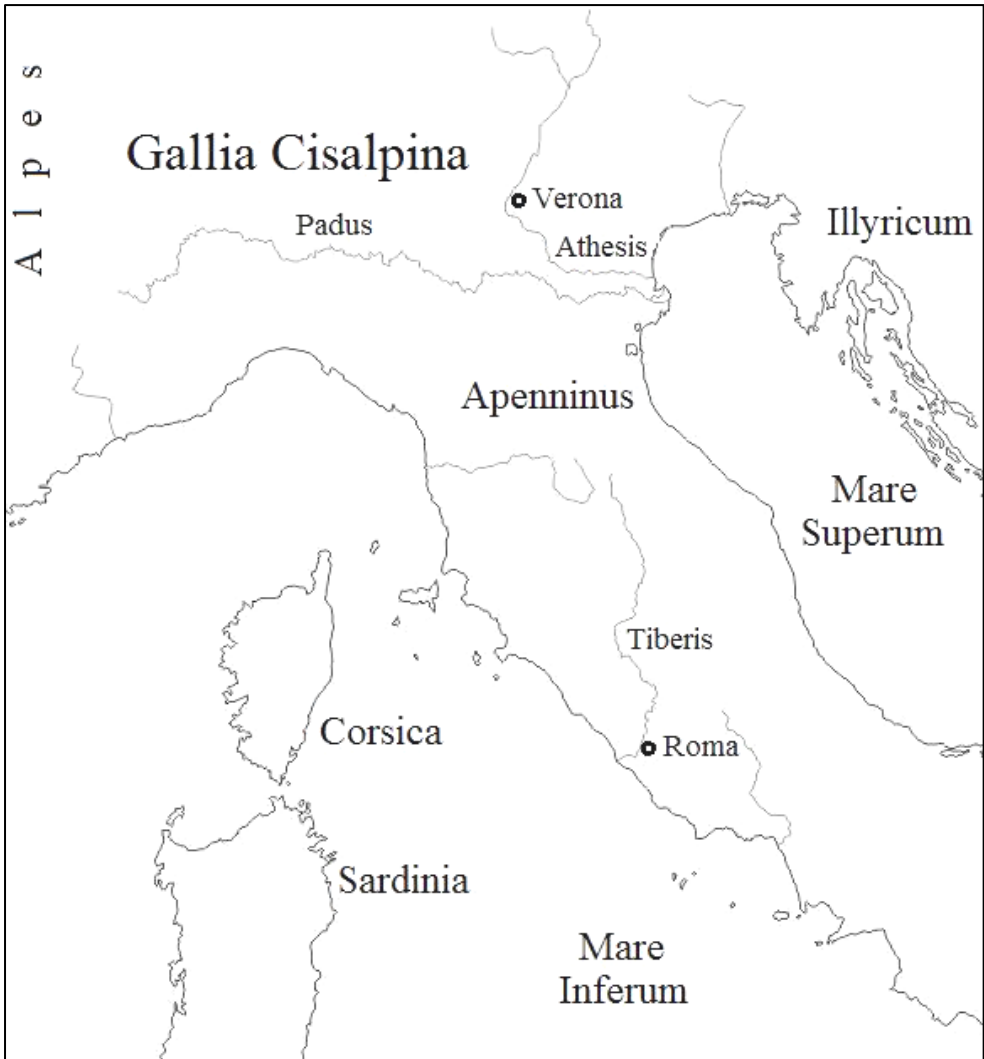 Alpes
Gallia Cisalpina
Verona
Padus
Athesis
Illyricum
Apenninus
Mare
Superum
Tiberis
Corsica
Roma
Sardinia
Mare
Inferum